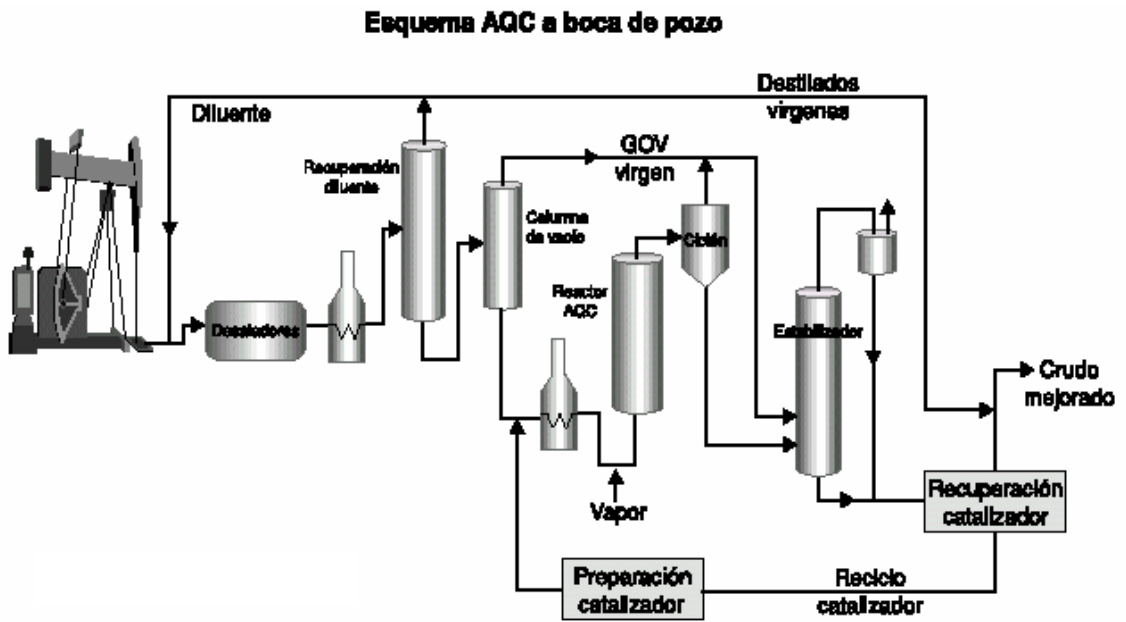 Esquema AQC a boca de pozo
Destilados
vírgenes
Diluente
GOV
virgen
Recuperación
diluente
Columna
de vacío
Ciclón
Reactor
AQC
Desaladores
Estabilizador
Crudo
mejorado
Recuperación
catalizador
Vapor
Preparación
catalizador
Reciclo
catalizador